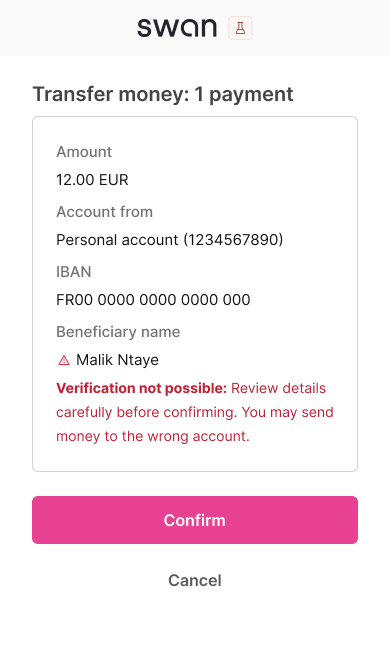 swan
Transfer money: 1 payment
Amount
12.00 EUR
Account from
Personal account (1234567890)
IBAN
FR00 0000 0000 0000 000
Beneficiary name
Malik Ntaye
Verification not possible: Review details
carefully before confirming. You may send
money to the wrong account.
Confirm
Cancel